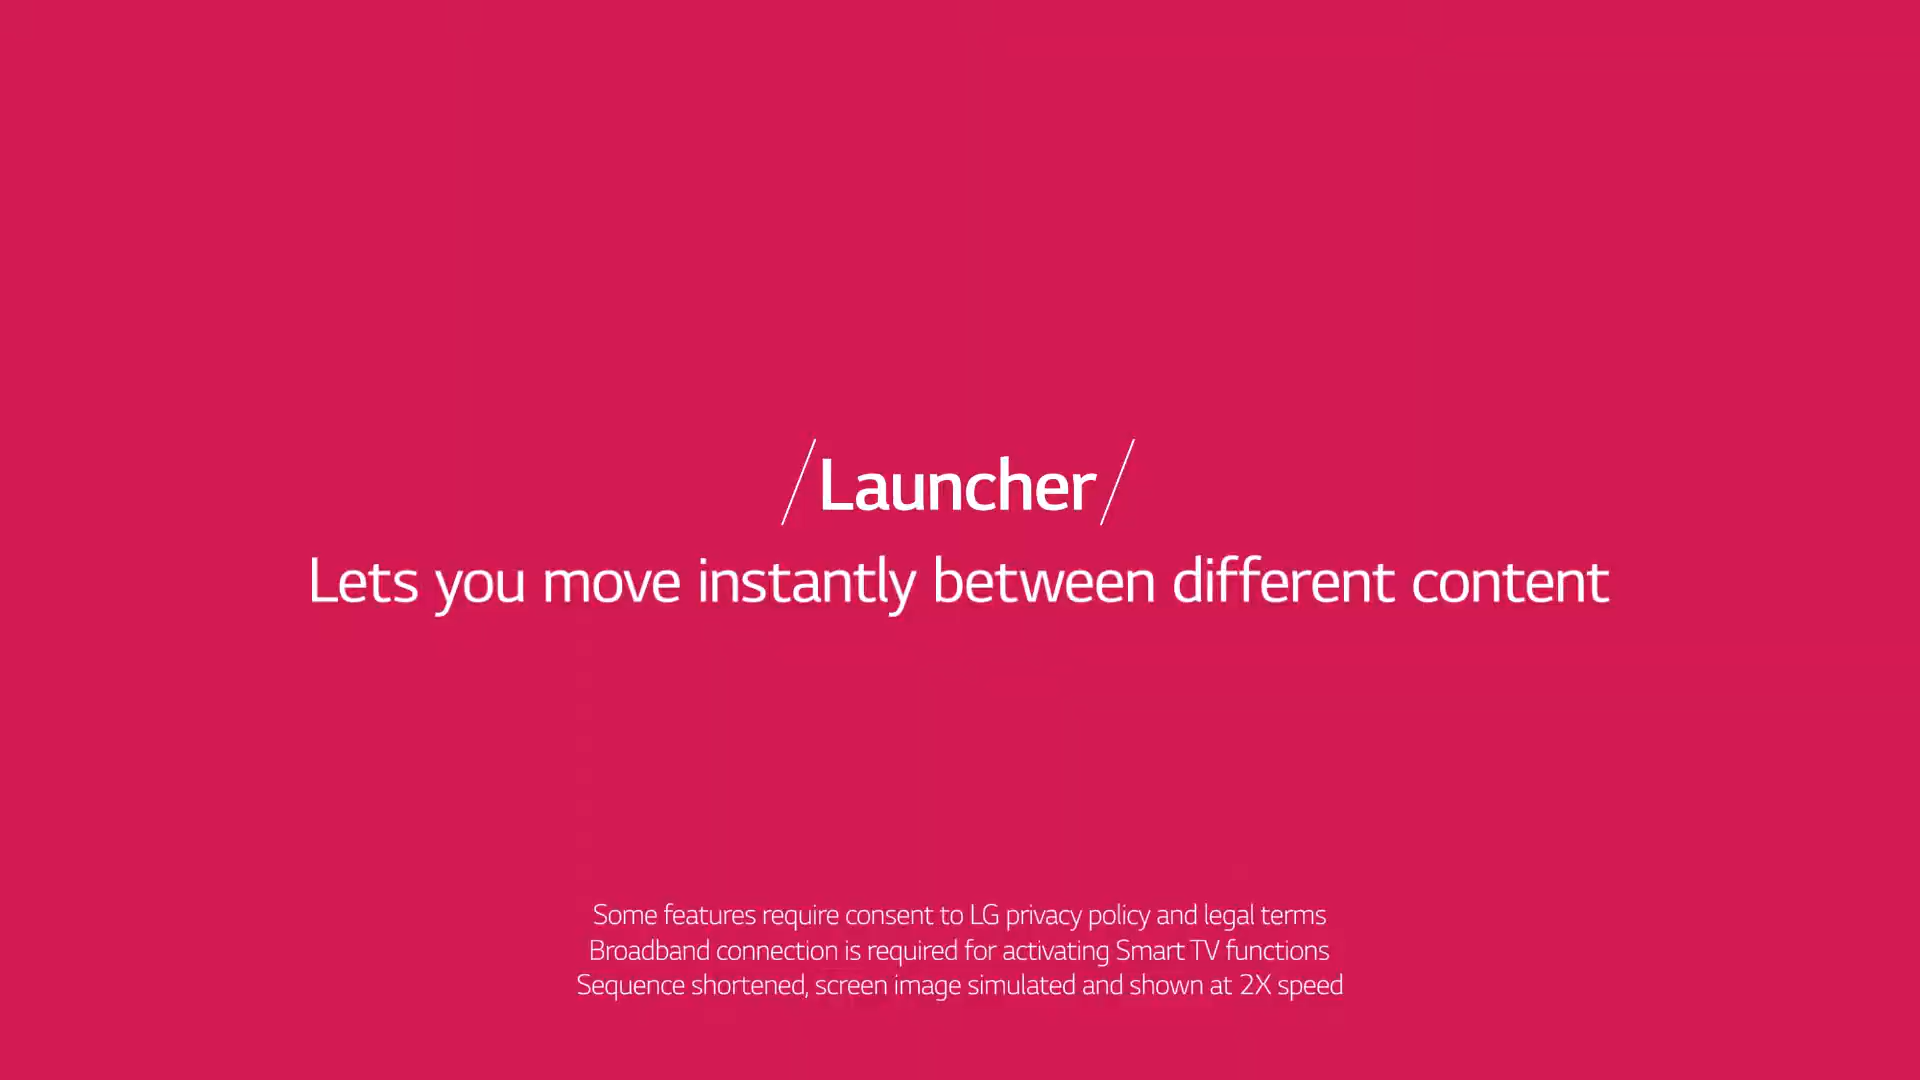 /Launcher/
Lets you move instantly between different content
Some features require consent to LG privacy policy and legal terms
Broadband connection is required for activating Smart TV functions
Sequence shortened, screen image simulated and shown at 2X speed